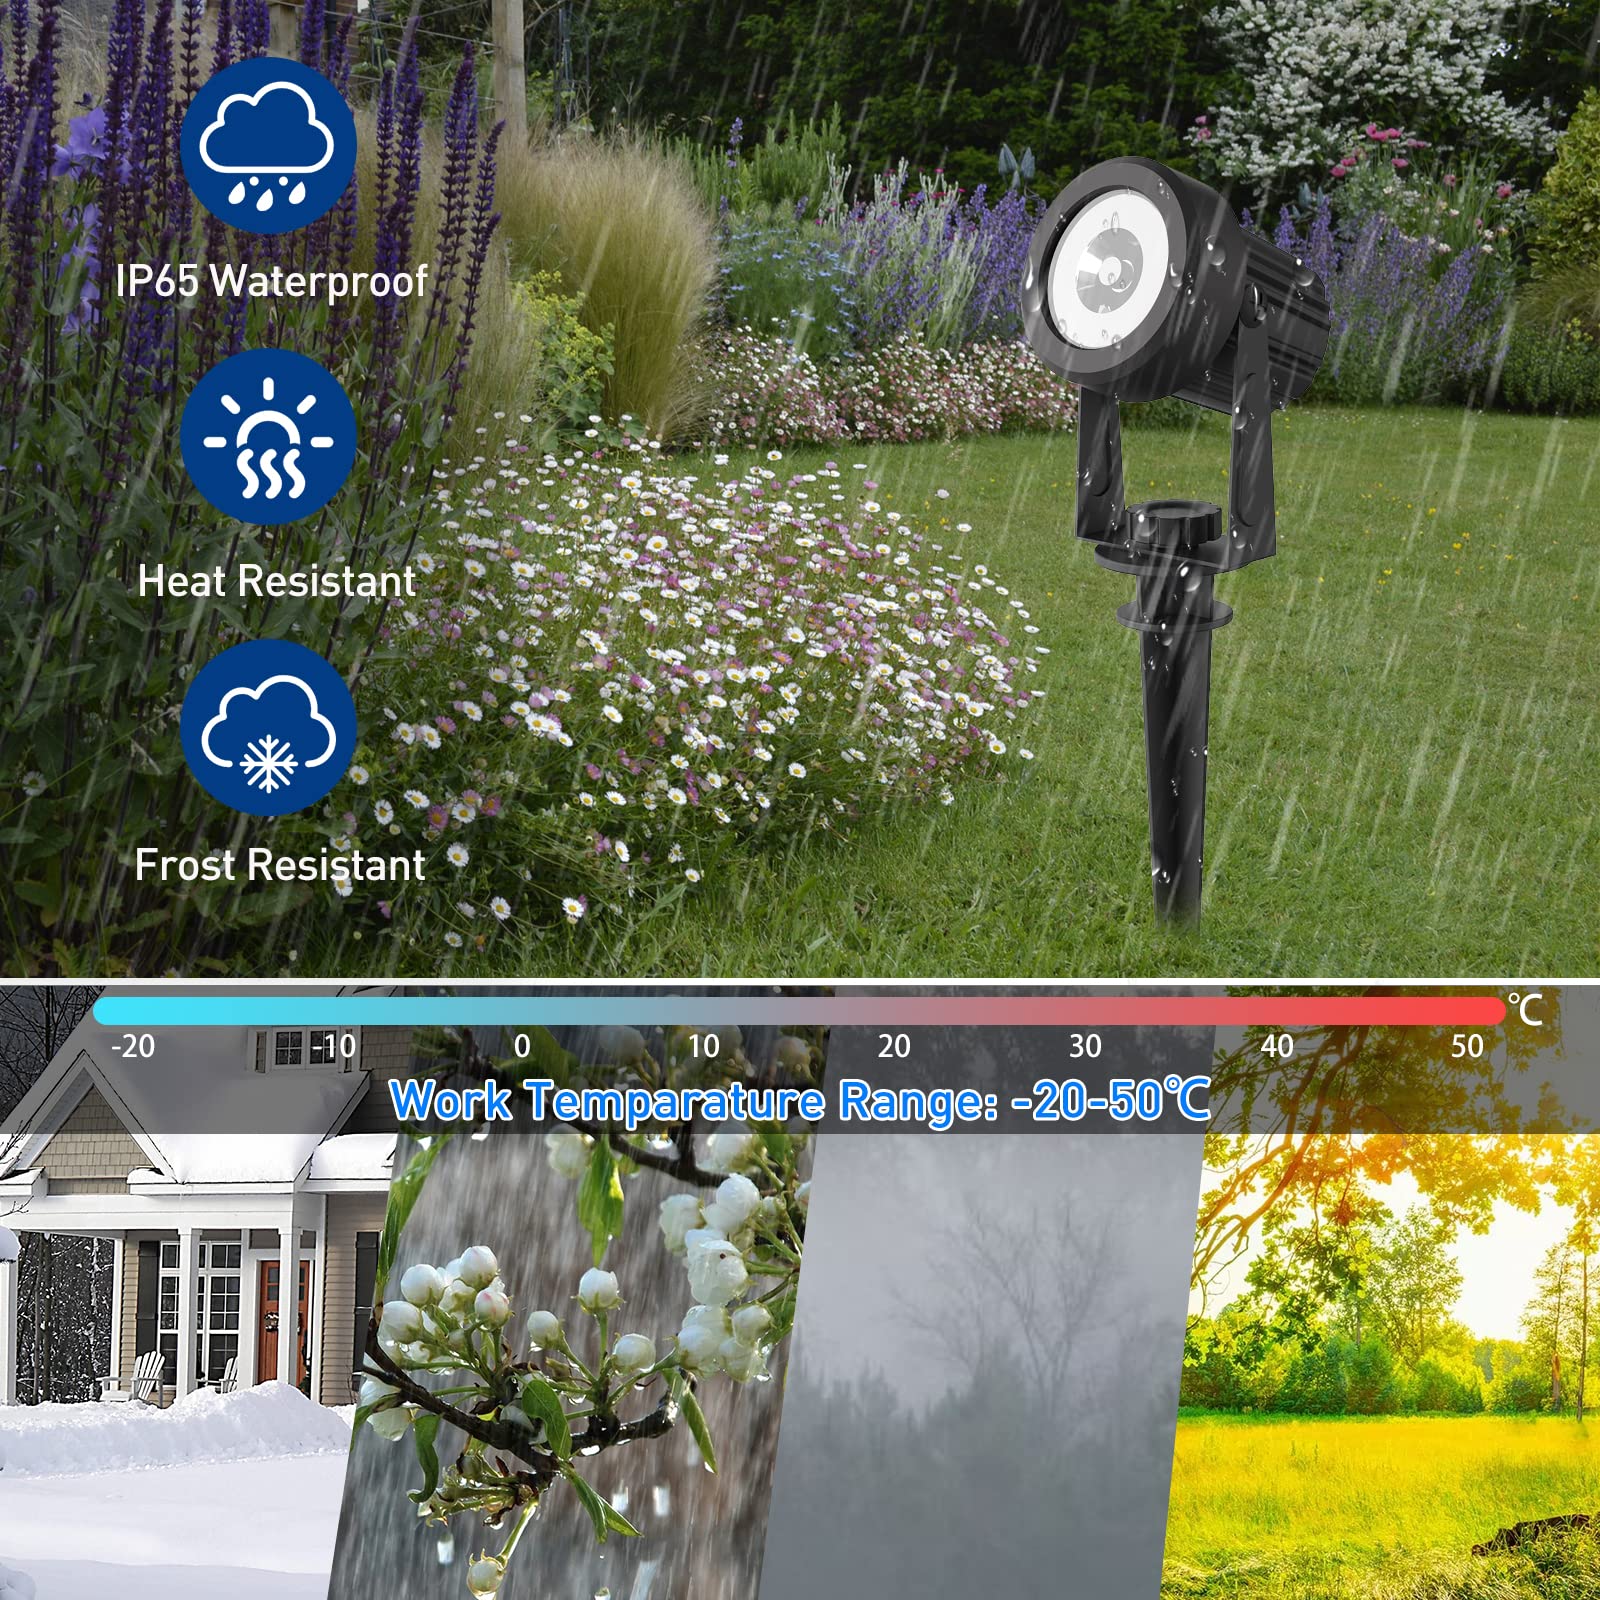 IP65 Waterproof
Heat Resistant
Frost Resistant
℃
-20 -10 0 10 20 30 40 50
Work Temparature Range: -20-50℃